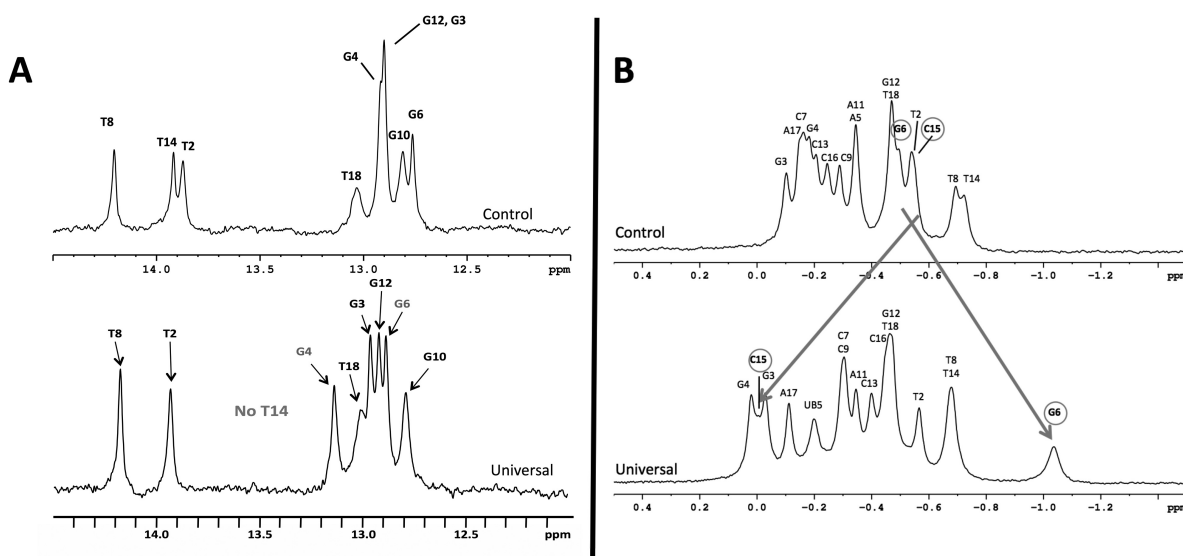 A
G12, G3
G4
G6
T8
T14
T2
G10
T18
Control
14.0
13.5
13.0
12.5
ppm
G12
G3
G6
T8
T2
G4
T18
G10
No T14
Universal
14.0
13.5
13.0
12.5
ppm
B
G12
T18
A11
A5
C7
A17
G4
C13
G3
C16
C9
G6
T2
C15
T8
T14
Control
0.4
0.2
0.0
-0.2
-0.4
-0.6
-0.8
-1.0
-1.2
ppm
G12
T18
C7
C9
C16
C15
G3
G4
A17
UB5
A11
C13
T2
T8
T14
G6
Universal
0.4
0.2
0.0
-0.2
-0.4
-0.6
-0.8
-1.0
-1.2
ppm